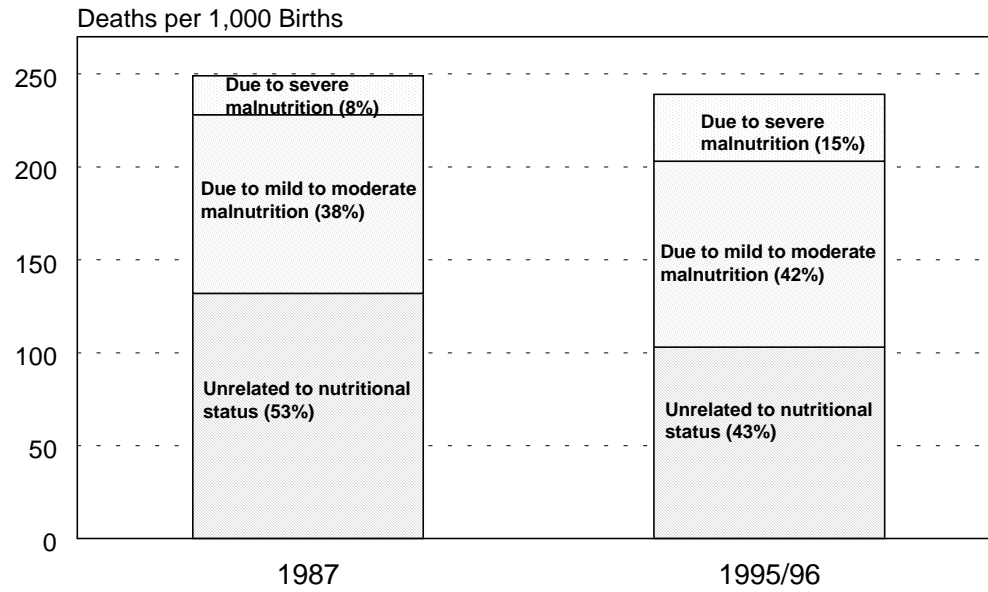 Deaths per 1,000 Births
250
200
150
100
50
0
Due to severe
malnutrition (8%)
Due to mild to moderate
malnutrition (38%)
Unrelated to nutritional
status (53%)
Due to severe
malnutrition (15%)
Due to mild to moderate
malnutrition (42%)
Unrelated to nutritional
status (43%)
1987
1995/96